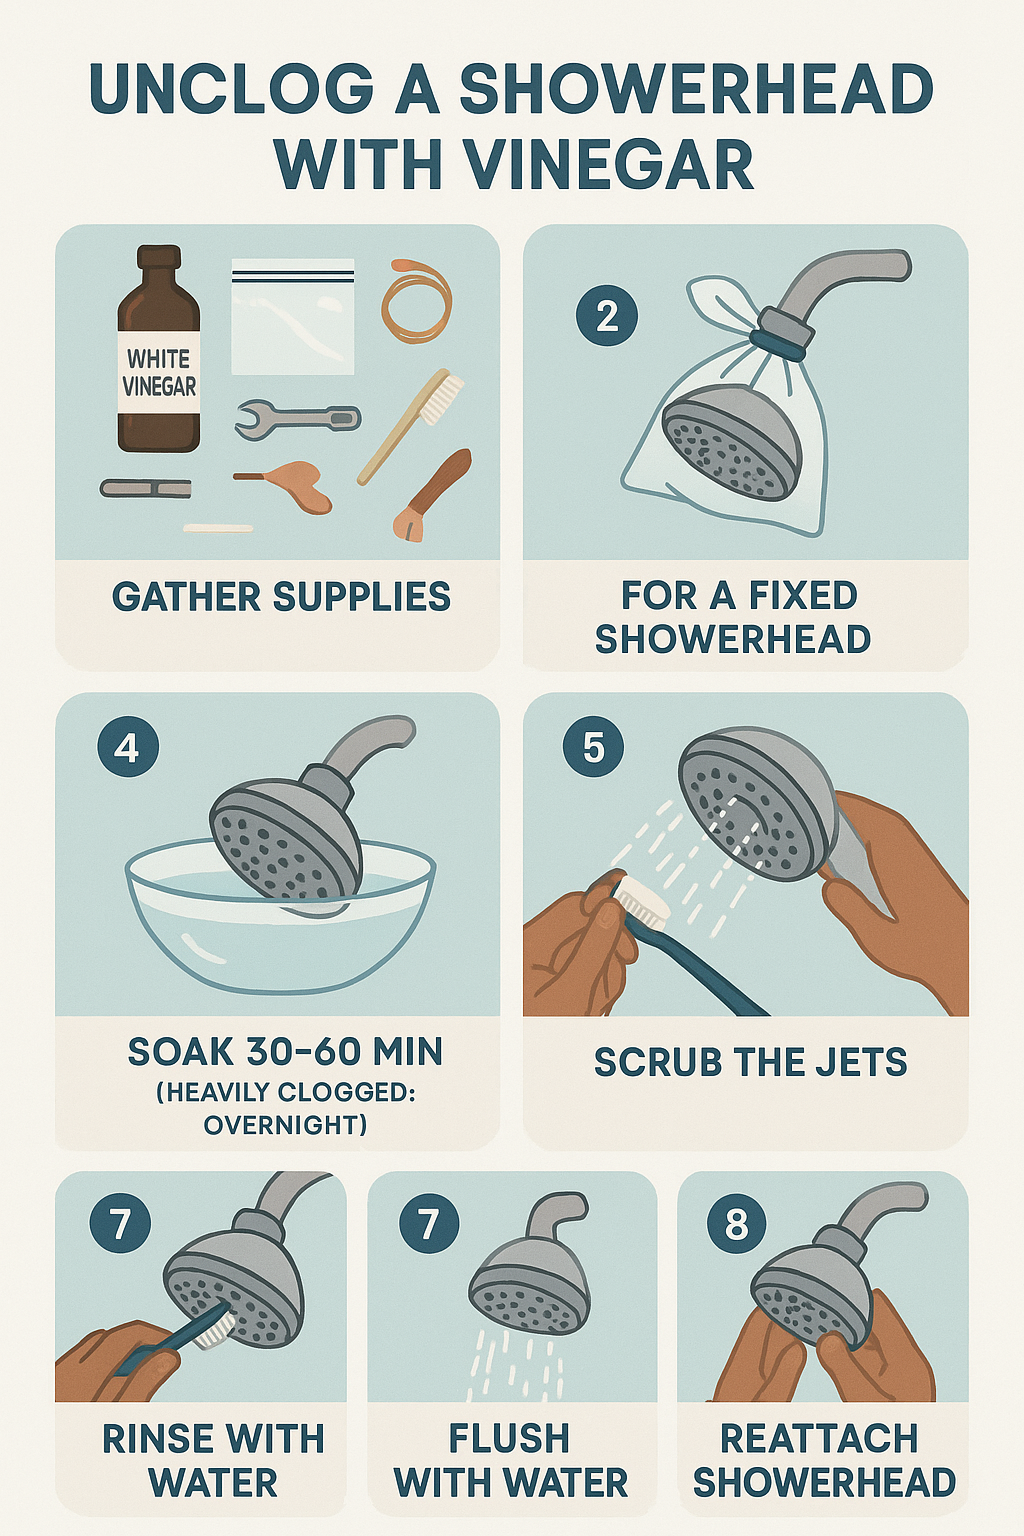 UNCLOG A SHOWERHEAD
WITH VINEGAR
WHITE
VINEGAR
GATHER SUPPLIES
2
FOR A FIXED
SHOWERHEAD
4
SOAK 30–60 MIN
(HEAVILY CLOGGED:
OVERNIGHT)
5
SCRUB THE JETS
7
RINSE WITH
WATER
7
FLUSH
WITH WATER
8
REATTACH
SHOWERHEAD